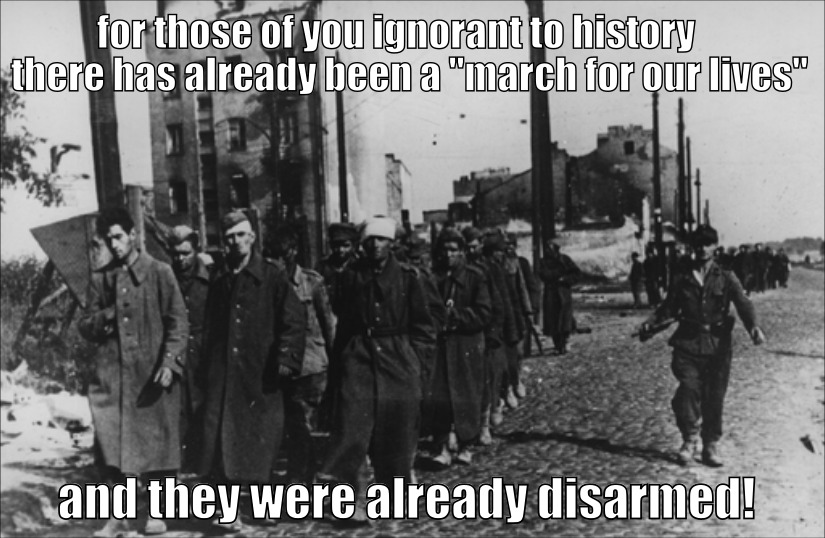 for those of you ignorant to history
there has already been a "march for our lives"
and they were already disarmed!